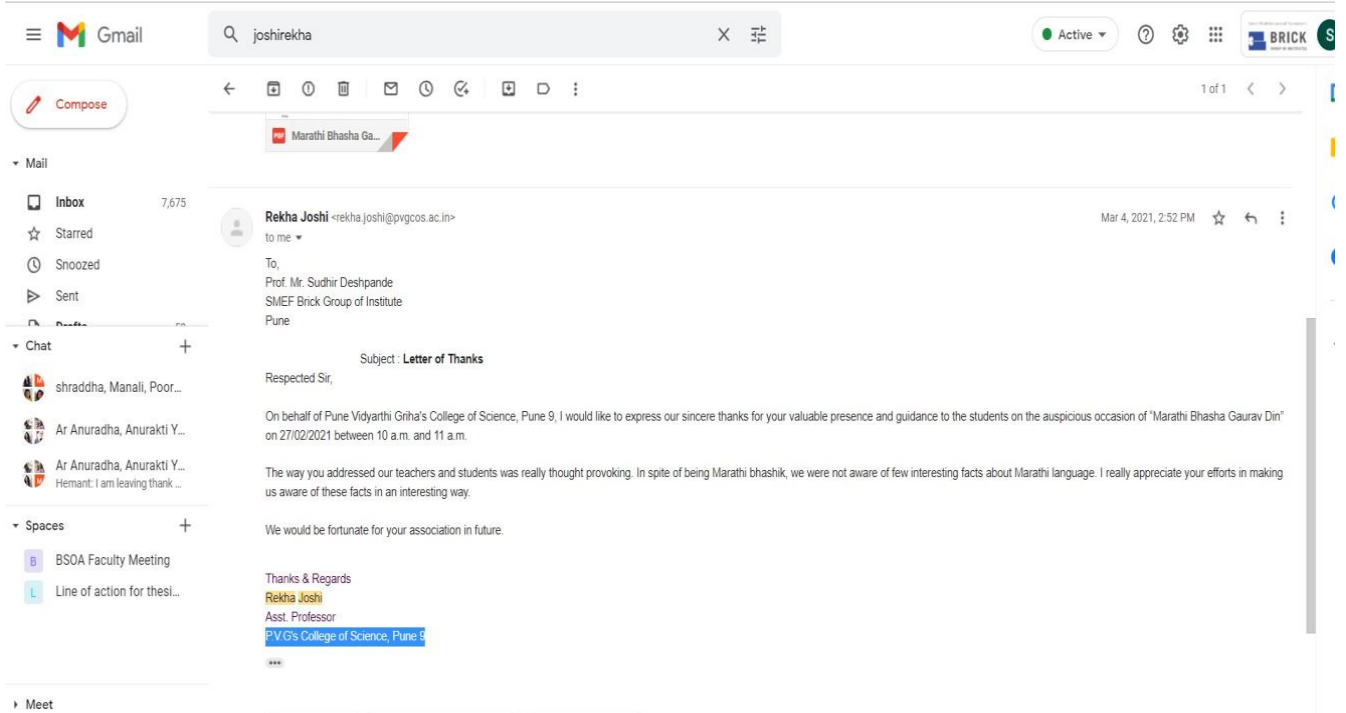 Gmail
joshirekha
Active
BRICK
S
Compose
1 of 1
PDF Marathi Bhasha Ga...
Mail
Inbox 7,675
Starred
Snoozed
Sent
Drafts
Chat
shraddha, Manali, Poor...
Ar Anuradha, Anurakti Y...
Ar Anuradha, Anurakti Y...
Hemant: I am leaving thank ...
Spaces
B BSOA Faculty Meeting
L Line of action for thesi...
Meet
Rekha Joshi <rekha.joshi@pvgcos.ac.in> Mar 4, 2021, 2:52 PM
to me
To,
Prof. Mr. Sudhir Deshpande
SMEF Brick Group of Institute
Pune
Subject : Letter of Thanks
Respected Sir,
On behalf of Pune Vidyarthi Griha's College of Science, Pune 9, I would like to express our sincere thanks for your valuable presence and guidance to the students on the auspicious occasion of "Marathi Bhasha Gaurav Din"
on 27/02/2021 between 10 a.m. and 11 a.m.
The way you addressed our teachers and students was really thought provoking. In spite of being Marathi bhashik, we were not aware of few interesting facts about Marathi language. I really appreciate your efforts in making
us aware of these facts in an interesting way.
We would be fortunate for your association in future.
Thanks & Regards
Rekha Joshi
Asst. Professor
P.V.G's College of Science, Pune 9